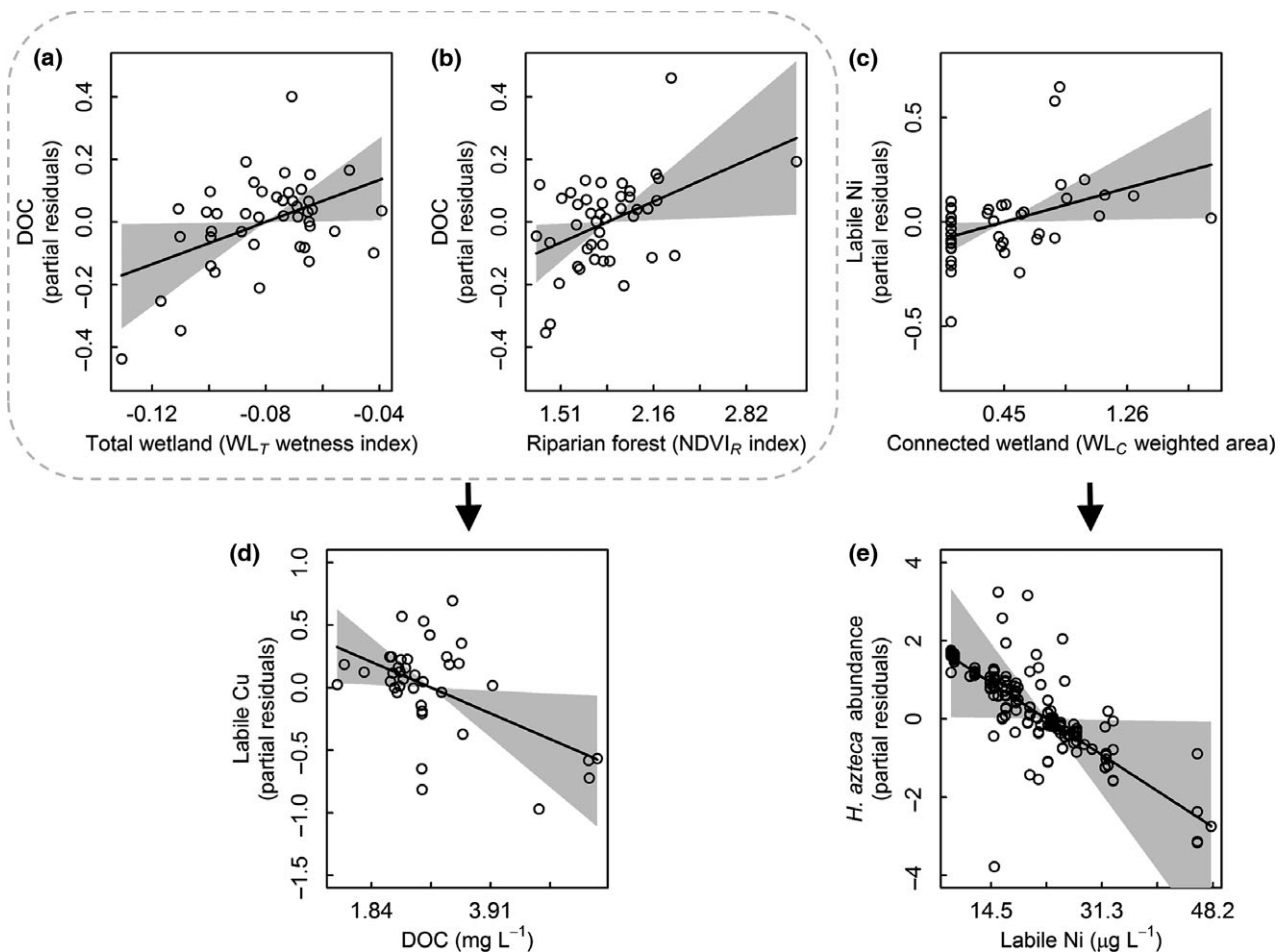 (a)
DOC
(partial residuals)
0.4
0.2
0.0
−0.2
−0.4
-0.12
-0.08
-0.04
Total wetland (WL_T wetness index)
(b)
DOC
(partial residuals)
0.4
0.2
0.0
−0.2
−0.4
1.51
2.16
2.82
Riparian forest (NDVI_R index)
(c)
Labile Ni
(partial residuals)
0.5
0.0
−0.5
0.45
1.26
Connected wetland (WL_C weighted area)
(d)
Labile Cu
(partial residuals)
1.0
0.5
0.0
−0.5
−1.0
−1.5
1.84
3.91
DOC (mg L⁻¹)
(e)
H. azteca abundance
(partial residuals)
4
2
0
−2
−4
14.5
31.3
48.2
Labile Ni (µg L⁻¹)